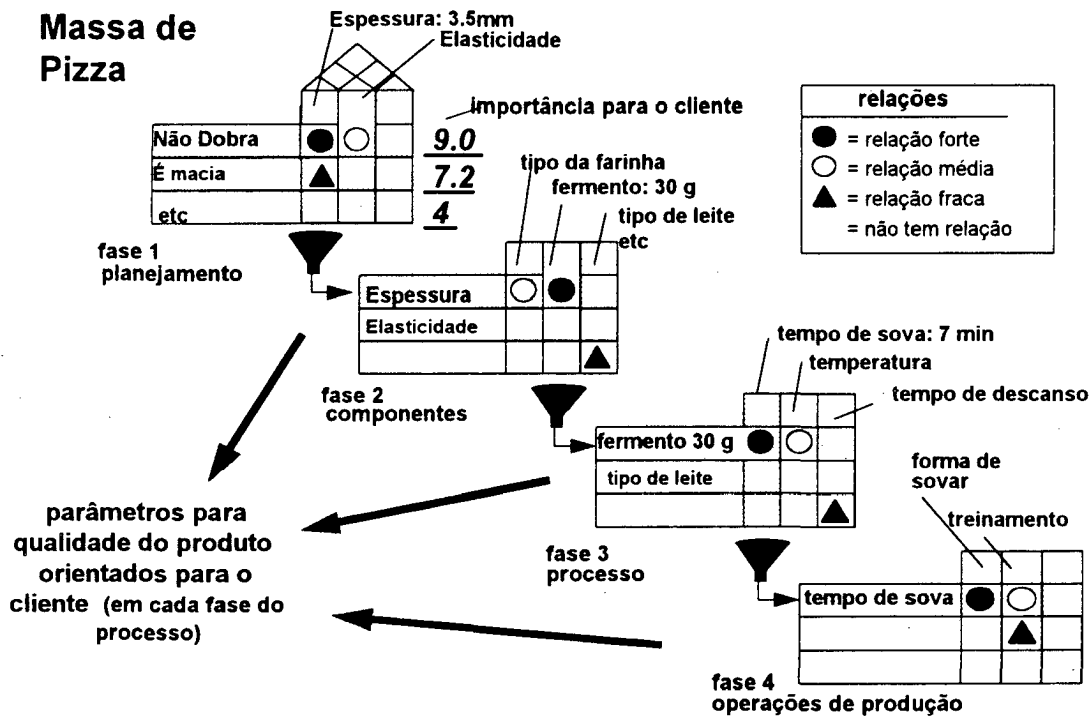 Massa de
Pizza
Espessura: 3.5mm
Elasticidade
importância para o cliente
Não Dobra
9.0
É macia
7.2
etc
4
relações
= relação forte
= relação média
= relação fraca
= não tem relação
fase 1
planejamento
tipo da farinha
fermento: 30 g
tipo de leite
etc
Espessura
Elasticidade
fase 2
componentes
tempo de sova: 7 min
temperatura
tempo de descanso
fermento 30 g
tipo de leite
fase 3
processo
forma de
sovar
treinamento
tempo de sova
fase 4
operações de produção
parâmetros para
qualidade do produto
orientados para o
cliente (em cada fase do
processo)